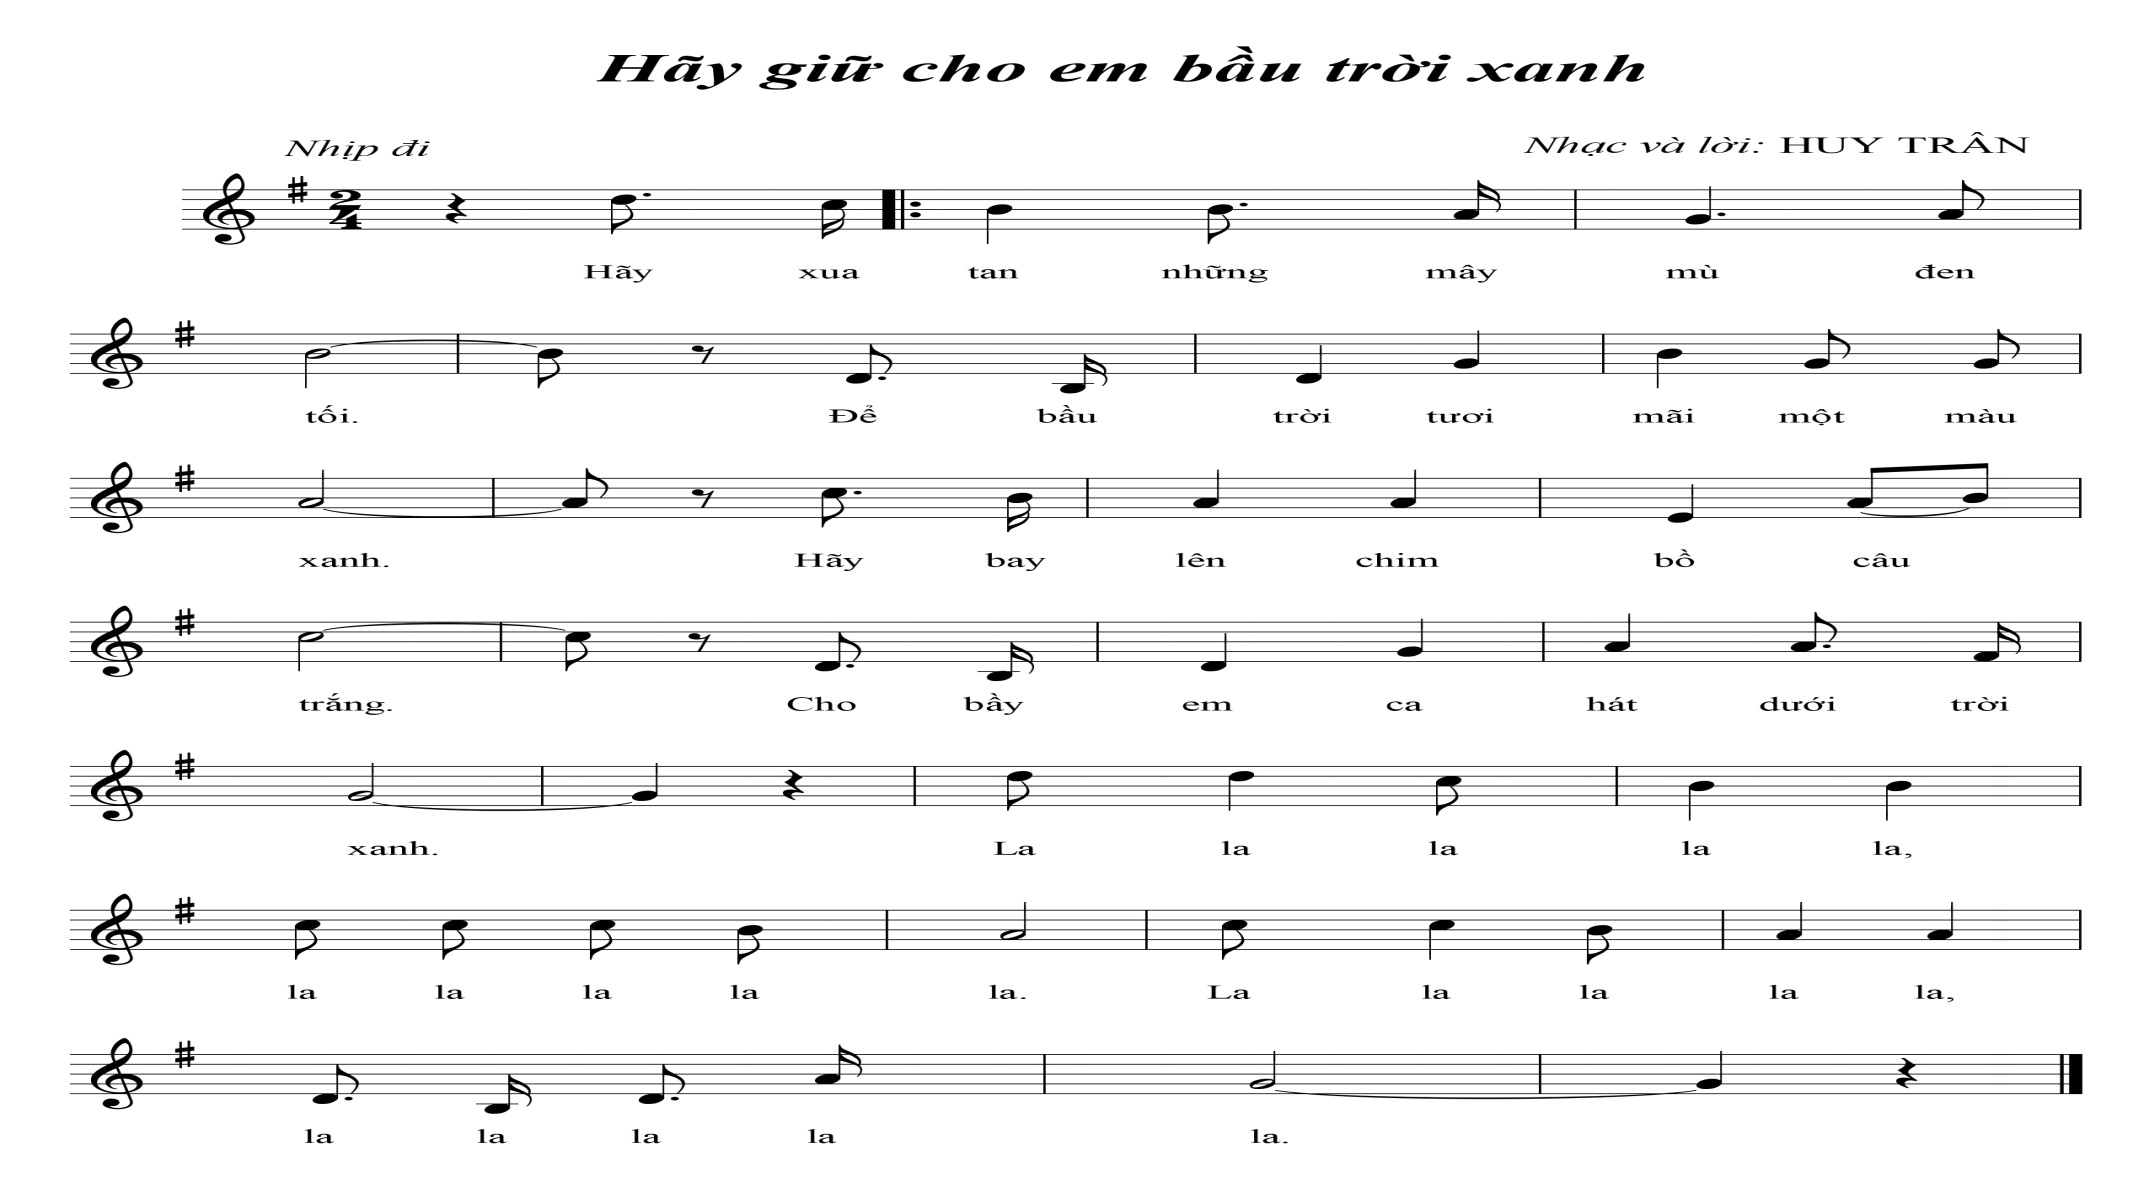 Hãy giữ cho em bầu trời xanh
Nhịp đi
Nhạc và lời: HUY TRÂN
2
4
Hãy xua tan những mây mù đen
tối. Để bầu trời tươi mãi một màu
xanh. Hãy bay lên chim bồ câu
trắng. Cho bầy em ca hát dưới trời
xanh. La la la la la,
la la la la la. La la la la la,
la la la la la.